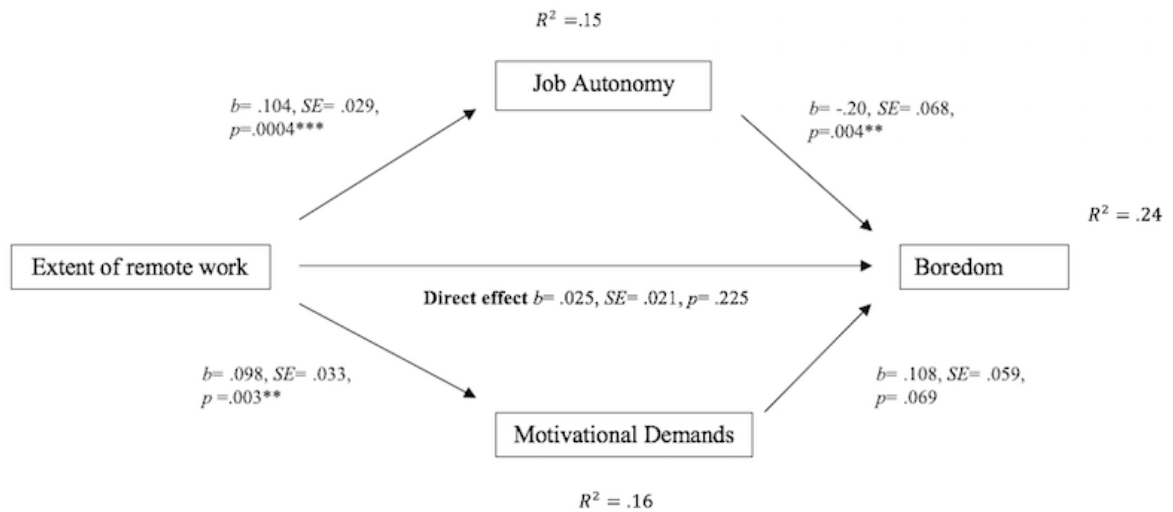 R² =.15
Job Autonomy
b= .104, SE= .029,
p=.0004***
b= -.20, SE= .068,
p=.004**
R² = .24
Extent of remote work
Boredom
Direct effect b= .025, SE= .021, p= .225
b= .098, SE= .033,
p =.003**
b= .108, SE= .059,
p= .069
Motivational Demands
R² = .16